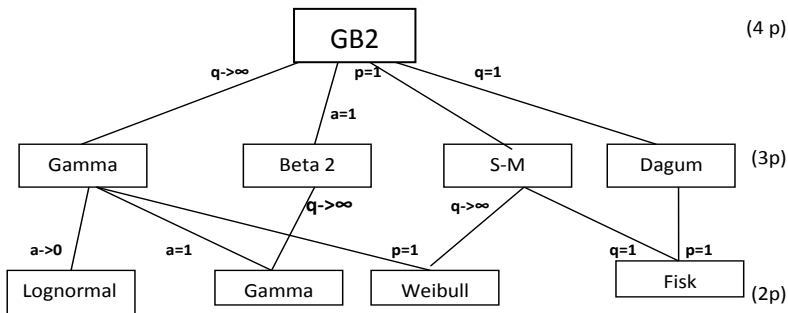 GB2
(4 p)
q->∞
p=1
q=1
a=1
Gamma
Beta 2
S-M
Dagum
(3p)
q->∞
q->∞
a->0
a=1
p=1
q=1
p=1
Lognormal
Gamma
Weibull
Fisk
(2p)